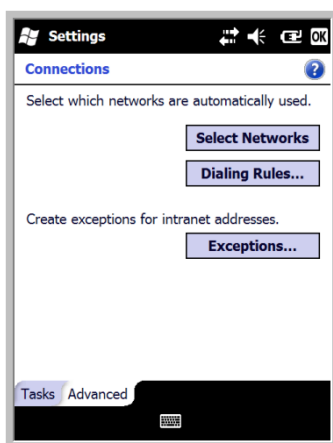 Settings
OK
Connections
?
Select which networks are automatically used.
Select Networks
Dialing Rules...
Create exceptions for intranet addresses.
Exceptions...
Tasks Advanced